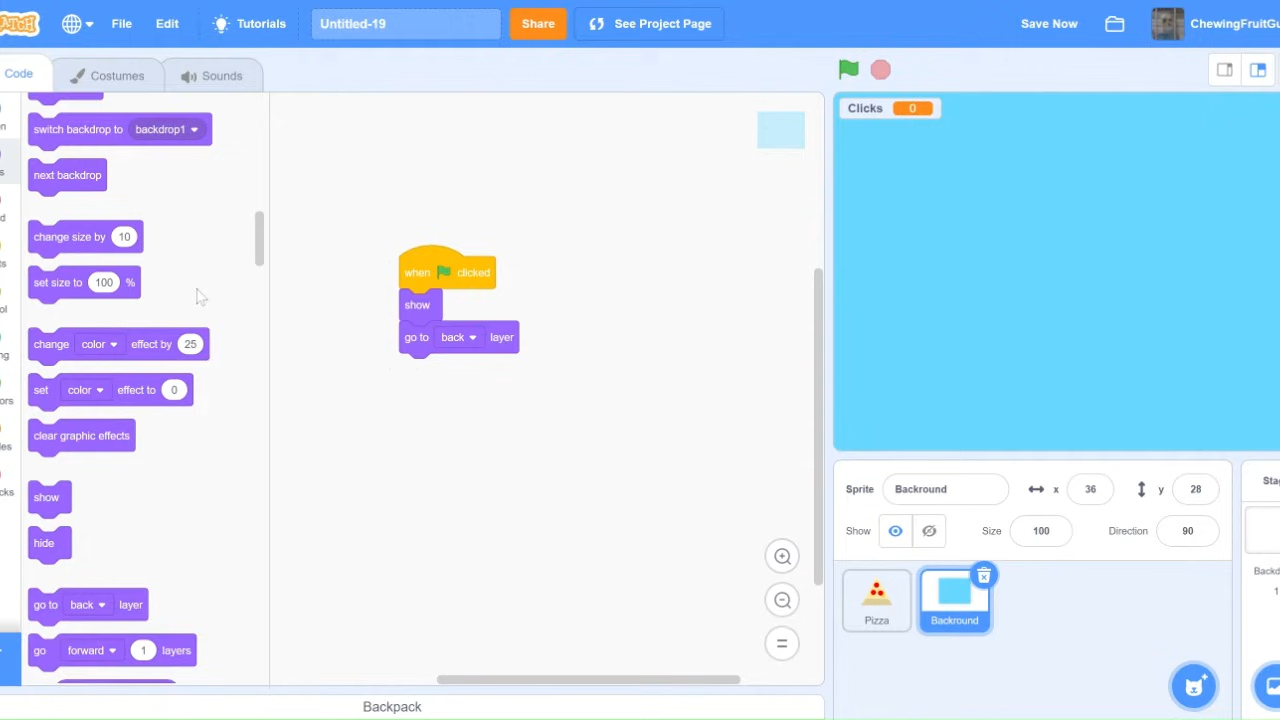 File Edit Tutorials Untitled-19 Share See Project Page Save Now ChewingFruitGu
Code Costumes Sounds
switch backdrop to backdrop1
next backdrop
change size by 10
set size to 100 %
change color effect by 25
set color effect to 0
clear graphic effects
show
hide
go to back layer
go forward 1 layers
when clicked
show
go to back layer
Clicks 0
Sprite Backround x 36 y 28
Show Size 100 Direction 90
Pizza Backround
Stag
Backd
1
Backpack